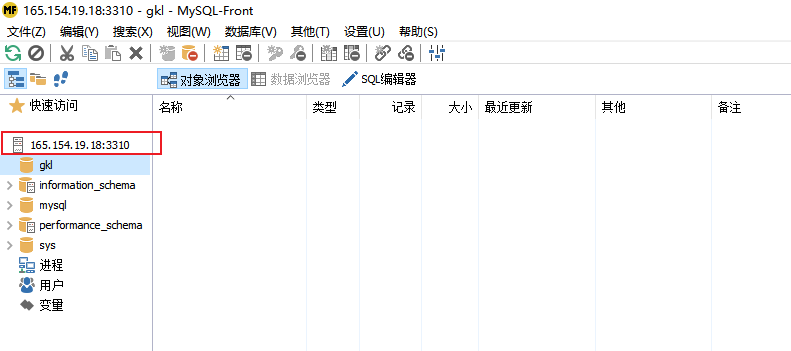 MF 165.154.19.18:3310 - gkl - MySQL-Front
文件(Z) 编辑(Y) 搜索(X) 视图(W) 数据库(V) 其他(T) 设置(U) 帮助(S)
对象浏览器 数据浏览器 SQL编辑器
快速访问
名称 类型 记录 大小 最近更新 其他 备注
165.154.19.18:3310
gkl
information_schema
mysql
performance_schema
sys
进程
用户
变量